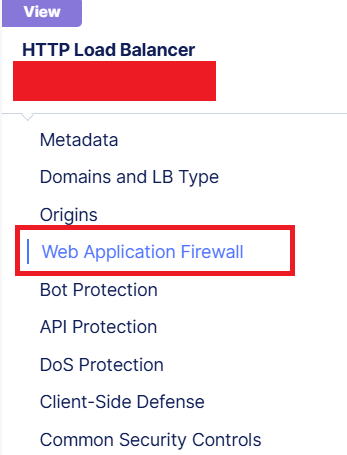 View
HTTP Load Balancer
Metadata
Domains and LB Type
Origins
Web Application Firewall
Bot Protection
API Protection
DoS Protection
Client-Side Defense
Common Security Controls